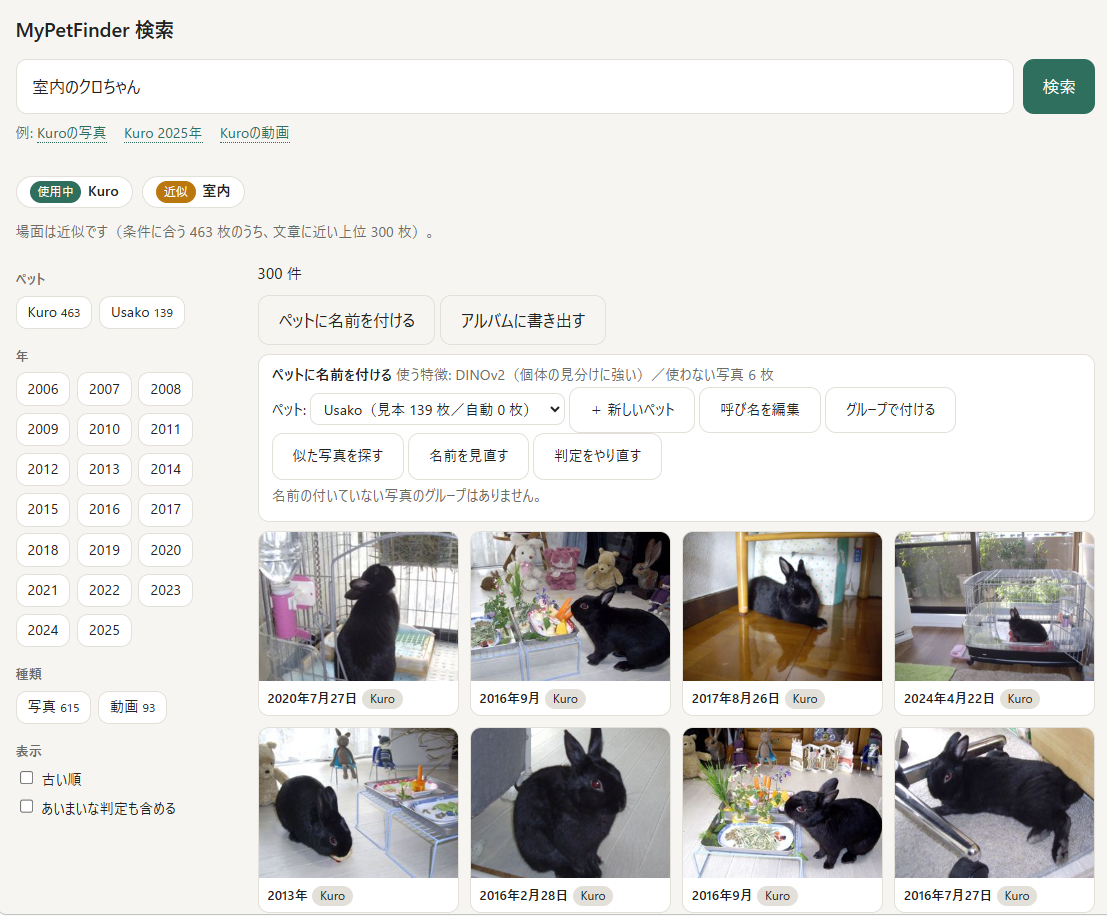 MyPetFinder 検索
室内のクロちゃん
検索
例: Kuroの写真 Kuro 2025年 Kuroの動画
使用中 Kuro 近似 室内
場面は近似です（条件に合う 463 枚のうち、文章に近い上位 300 枚）。
ペット
Kuro 463 Usako 139
年
2006 2007 2008
2009 2010 2011
2012 2013 2014
2015 2016 2017
2018 2019 2020
2021 2022 2023
2024 2025
種類
写真 615 動画 93
表示
古い順
あいまいな判定も含める
300 件
ペットに名前を付ける アルバムに書き出す
ペットに名前を付ける 使う特徴: DINOv2（個体の見分けに強い）／使わない写真 6 枚
ペット: Usako（見本 139 枚／自動 0 枚） ＋ 新しいペット 呼び名を編集 グループで付ける
似た写真を探す 名前を見直す 判定をやり直す
名前の付いていない写真のグループはありません。
2020年7月27日 Kuro 2016年9月 Kuro 2017年8月26日 Kuro 2024年4月22日 Kuro
2013年 Kuro 2016年2月28日 Kuro 2016年9月 Kuro 2016年7月27日 Kuro